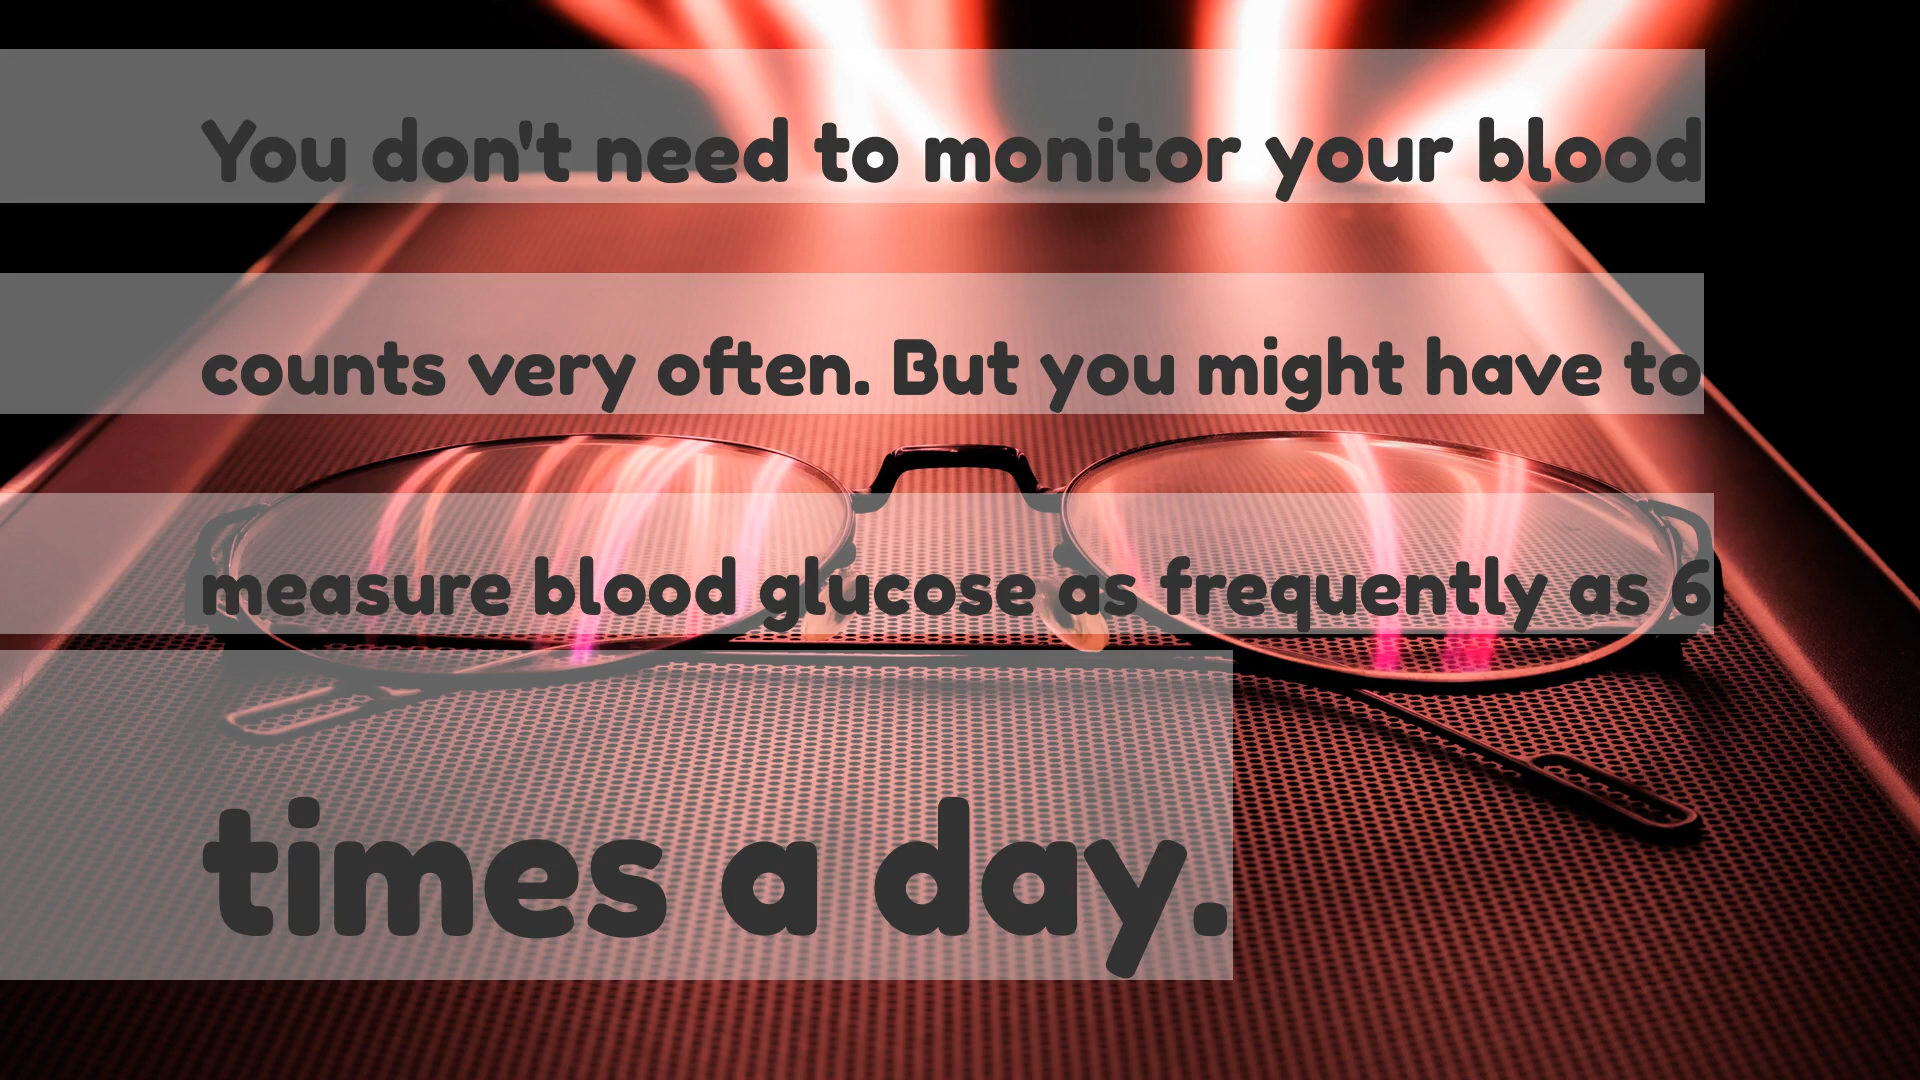 You don't need to monitor your blood
counts very often. But you might have to
measure blood glucose as frequently as 6
times a day.